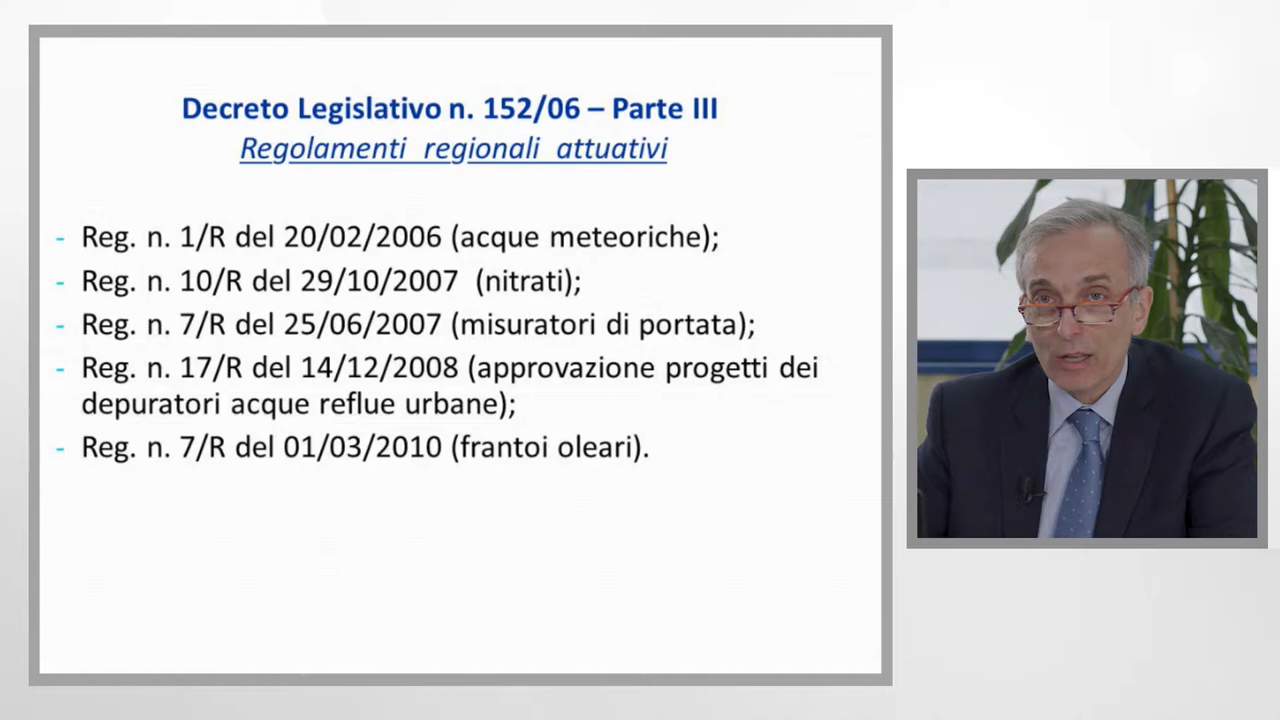 Decreto Legislativo n. 152/06 – Parte III
Regolamenti regionali attuativi
- Reg. n. 1/R del 20/02/2006 (acque meteoriche);
- Reg. n. 10/R del 29/10/2007 (nitrati);
- Reg. n. 7/R del 25/06/2007 (misuratori di portata);
- Reg. n. 17/R del 14/12/2008 (approvazione progetti dei
depuratori acque reflue urbane);
- Reg. n. 7/R del 01/03/2010 (frantoi oleari).